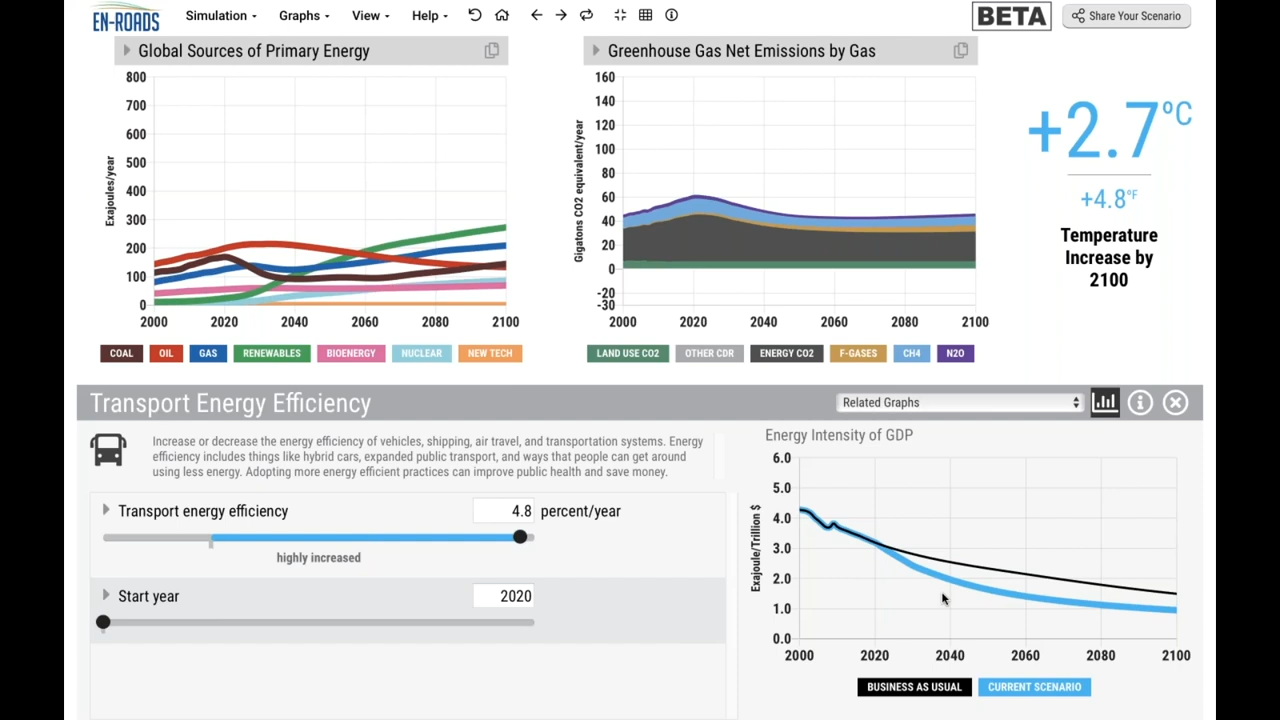 EN-ROADS
Simulation Graphs View Help
BETA
Share Your Scenario
Global Sources of Primary Energy
Exajoules/year
800
700
600
500
400
300
200
100
0
2000 2020 2040 2060 2080 2100
COAL OIL GAS RENEWABLES BIOENERGY NUCLEAR NEW TECH
Greenhouse Gas Net Emissions by Gas
Gigatons CO2 equivalent/year
160
140
120
100
80
60
40
20
0
-20
-30
2000 2020 2040 2060 2080 2100
LAND USE CO2 OTHER CDR ENERGY CO2 F-GASES CH4 N2O
+2.7°C
+4.8°F
Temperature
Increase by
2100
Transport Energy Efficiency
Related Graphs
Increase or decrease the energy efficiency of vehicles, shipping, air travel, and transportation systems. Energy
efficiency includes things like hybrid cars, expanded public transport, and ways that people can get around
using less energy. Adopting more energy efficient practices can improve public health and save money.
Transport energy efficiency 4.8 percent/year
highly increased
Start year 2020
Energy Intensity of GDP
Exajoule/Trillion $
6.0
5.0
4.0
3.0
2.0
1.0
0.0
2000 2020 2040 2060 2080 2100
BUSINESS AS USUAL CURRENT SCENARIO